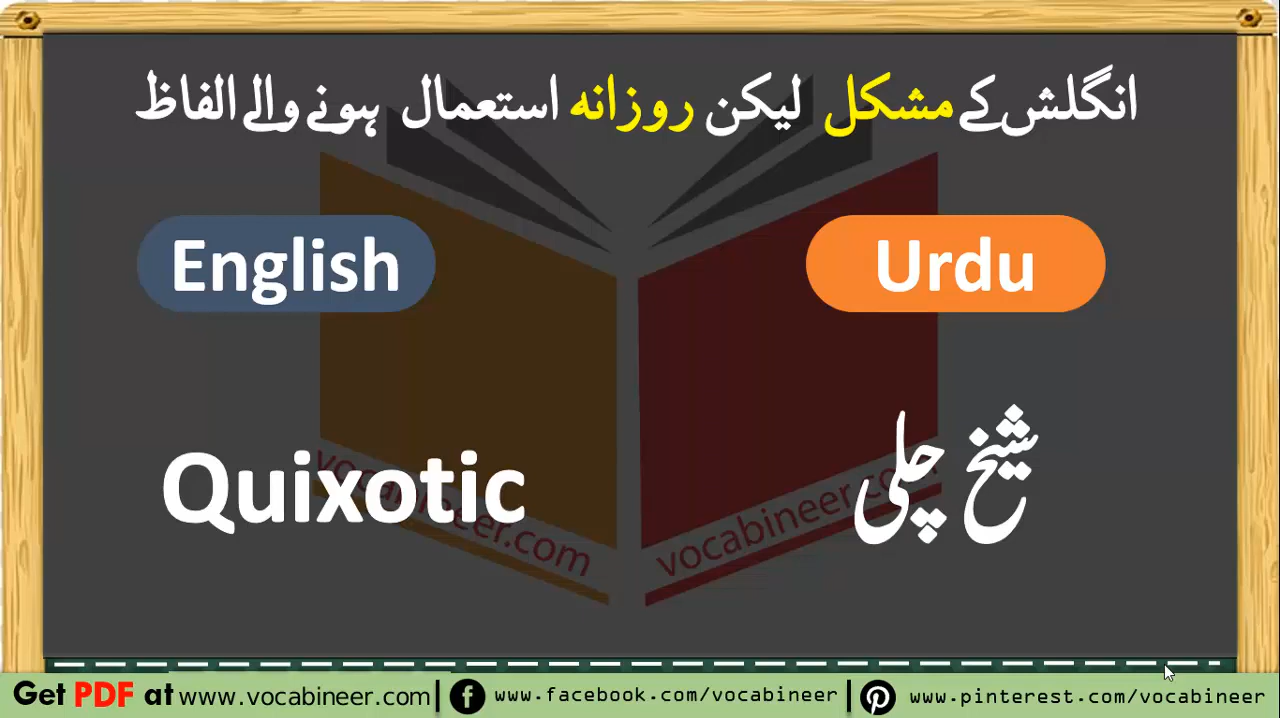 انگلش کے مشکل لیکن روزانہ استعمال ہونے والے الفاظ
English Urdu
Quixotic شیخ چلی
vocabineer.com vocabineer.com
Get PDF at www.vocabineer.com | www.facebook.com/vocabineer | www.pinterest.com/vocabineer